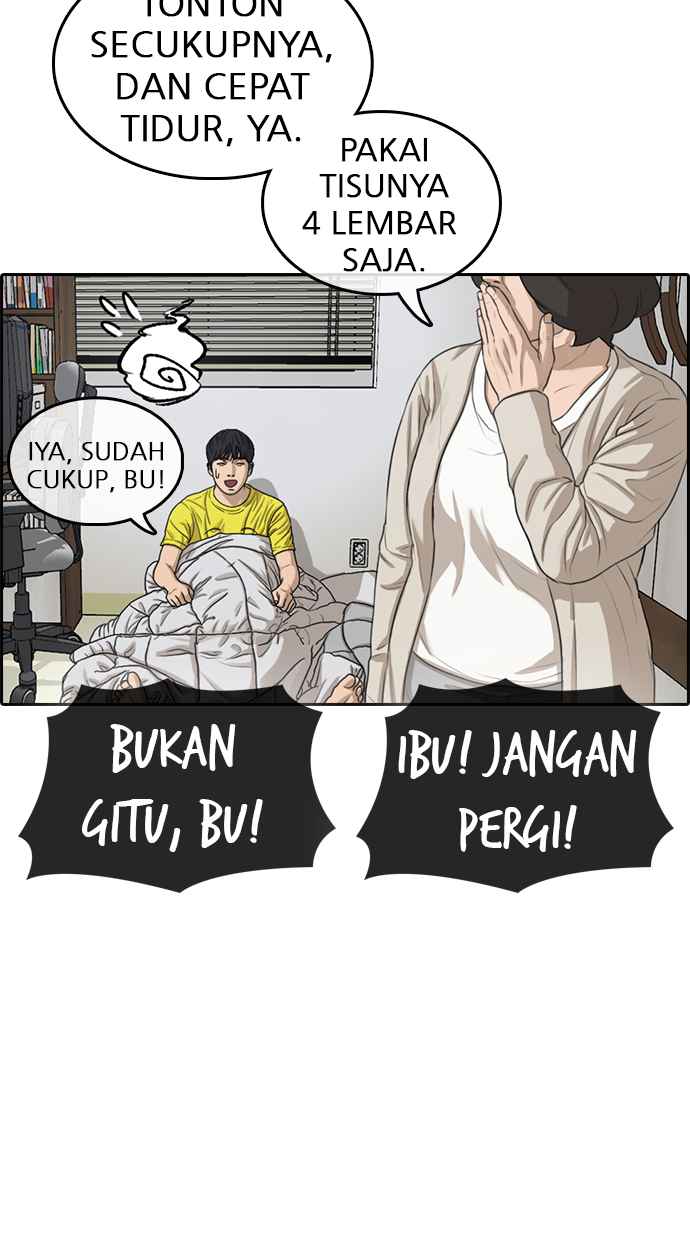 TONTON
SECUKUPNYA,
DAN CEPAT
TIDUR, YA.
PAKAI
TISUNYA
4 LEMBAR
SAJA.
IYA, SUDAH
CUKUP, BU!
BUKAN
GITU, BU!
IBU! JANGAN
PERGI!